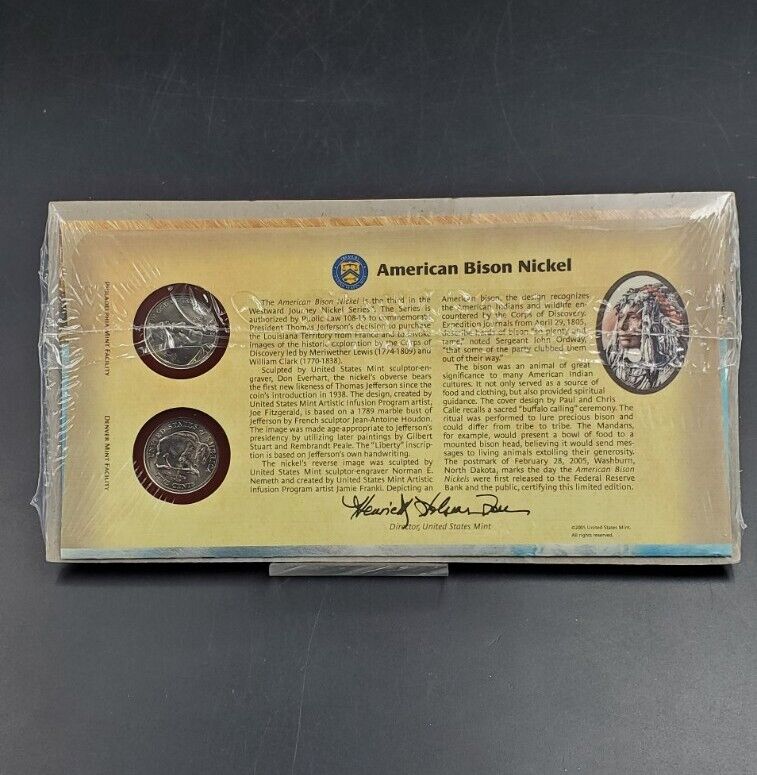 American Bison Nickel
PHILADELPHIA MINT FACILITY
DENVER MINT FACILITY
The American Bison Nickel is the third in the
Westward Journey Nickel Series™. The Series is
authorized by Public Law 108-15 to commemorate
President Thomas Jefferson's decision to purchase
the Louisiana Territory from France and to evoke
images of the historic exploration by the Corps of
Discovery led by Meriwether Lewis (1774-1809) and
William Clark (1770-1838).
Sculpted by United States Mint sculptor-en-
graver, Don Everhart, the nickel's obverse bears
the first new likeness of Thomas Jefferson since the
coin's introduction in 1938. The design, created by
United States Mint Artistic Infusion Program artist,
Joe Fitzgerald, is based on a 1789 marble bust of
Jefferson by French sculptor Jean-Antoine Houdon.
The image was made age-appropriate to Jefferson's
presidency by utilizing later paintings by Gilbert
Stuart and Rembrandt Peale. The "Liberty" inscrip-
tion is based on Jefferson's own handwriting.
The nickel's reverse image was sculpted by
United States Mint sculptor-engraver Norman E.
Nemeth and created by United States Mint Artistic
Infusion Program artist Jamie Franki. Depicting an
American bison, the design recognizes
the American Indians and wildlife en-
countered by the Corps of Discovery.
Expedition journals from April 29, 1805,
describe herds of bison "so plenty and
tame," noted Sergeant John Ordway,
"that some of the party clubbed them
out of their way."
The bison was an animal of great
significance to many American Indian
cultures. It not only served as a source of
food and clothing, but also provided spiritual
guidance. The cover design by Paul and Chris
Calle recalls a sacred "buffalo calling" ceremony. The
ritual was performed to lure precious bison and
could differ from tribe to tribe. The Mandans,
for example, would present a bowl of food to a
mounted bison head, believing it would send mes-
sages to living animals extolling their generosity.
The postmark of February 28, 2005, Washburn,
North Dakota, marks the day the American Bison
Nickels were first released to the Federal Reserve
Bank and the public, certifying this limited edition.
Director, United States Mint
©2005 United States Mint.
All rights reserved.